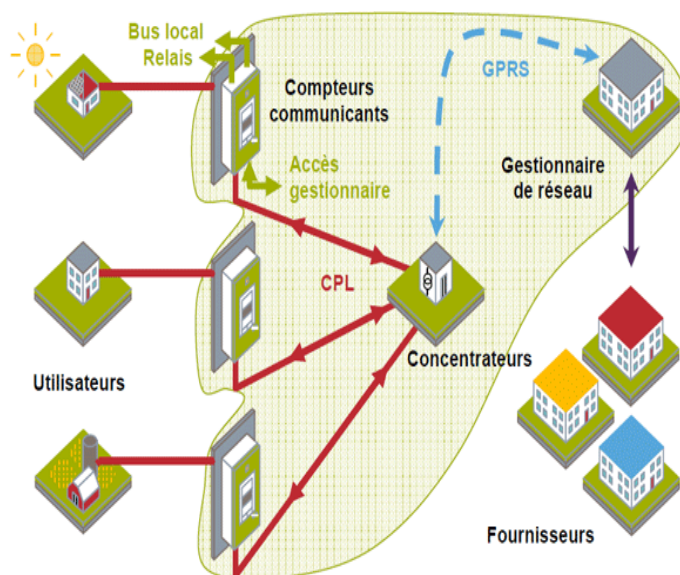 Bus local
Relais
Compteurs
communicants
GPRS
Accès
gestionnaire
Gestionnaire
de réseau
CPL
Concentrateurs
Utilisateurs
Fournisseurs